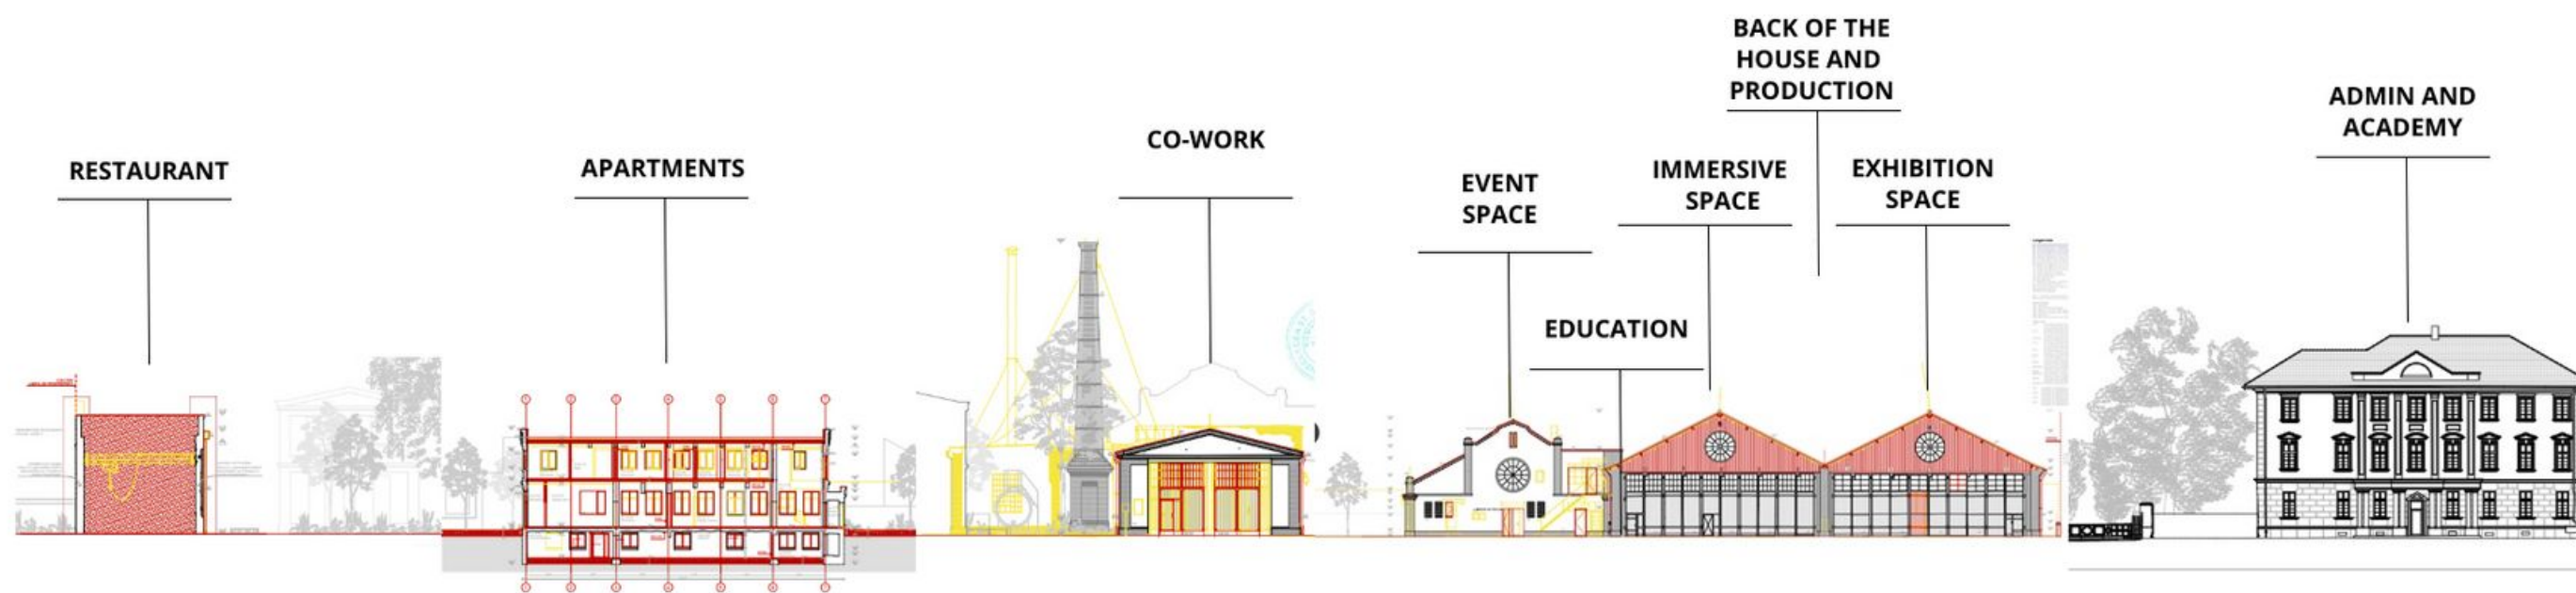 RESTAURANT
APARTMENTS
CO-WORK
EVENT
SPACE
EDUCATION
IMMERSIVE
SPACE
BACK OF THE
HOUSE AND
PRODUCTION
EXHIBITION
SPACE
ADMIN AND
ACADEMY